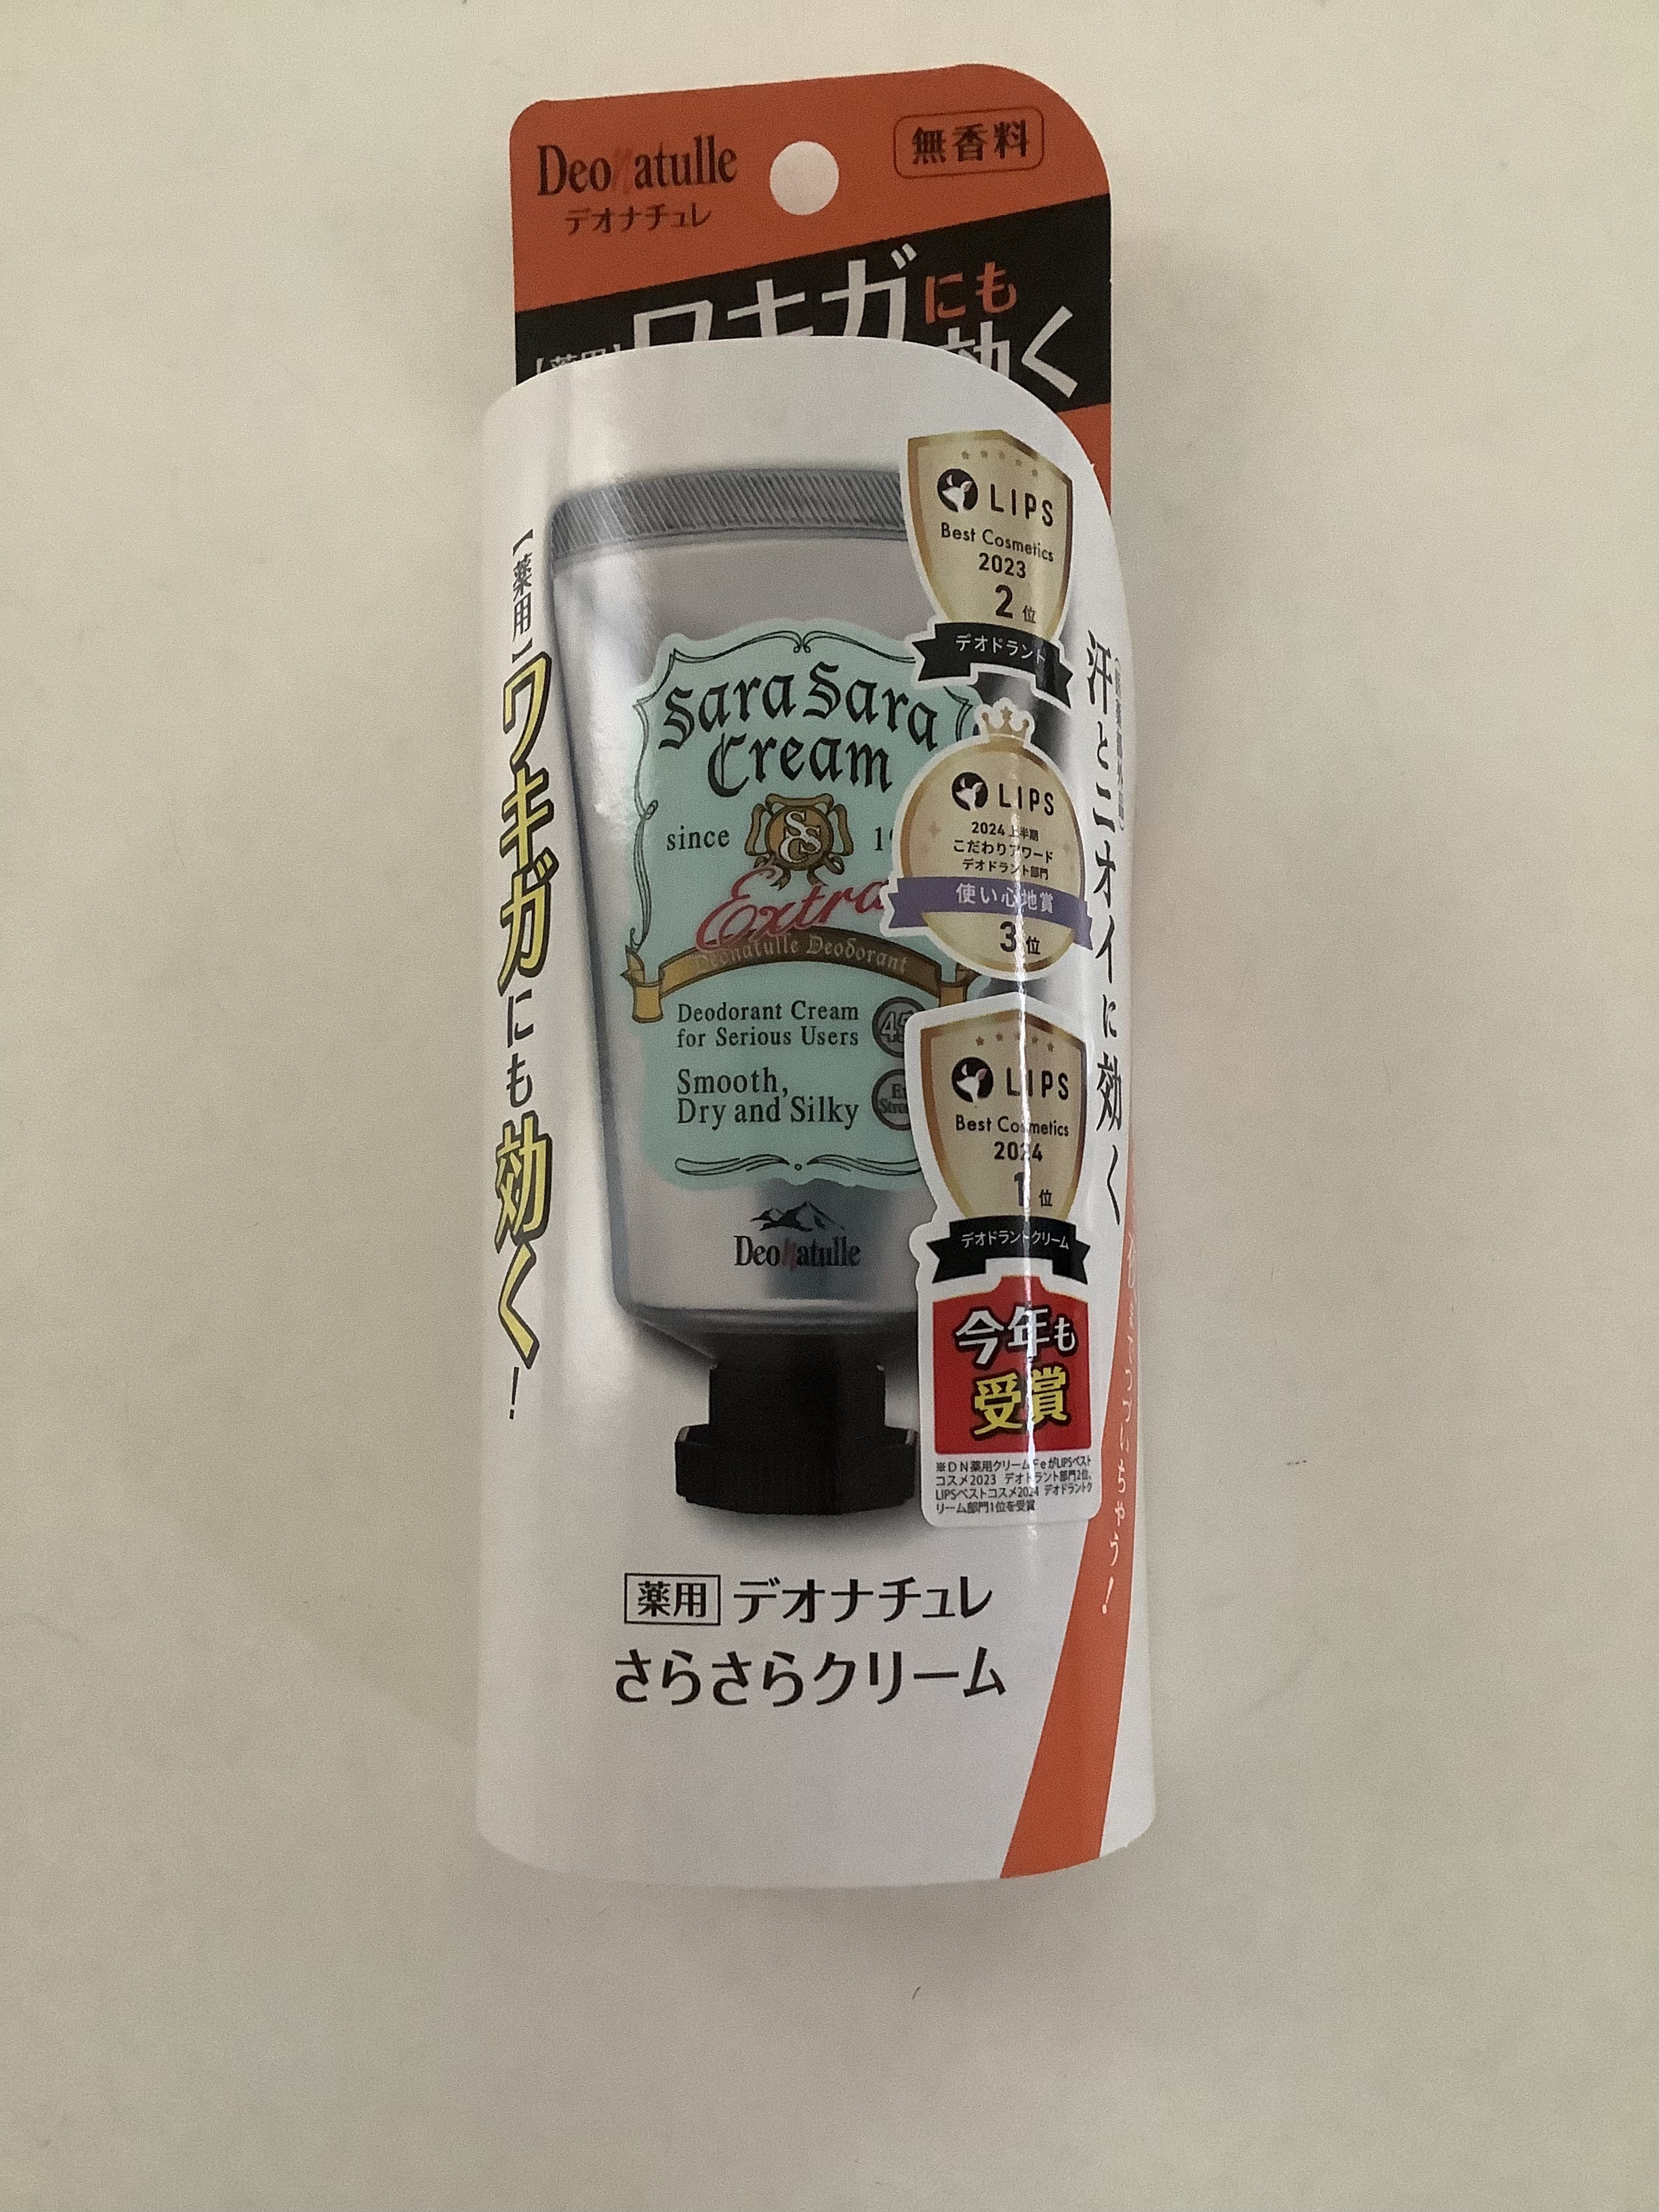 Deonatulle
デオナチュレ
無香料
ワキガにも
効く
【薬用】ワキガにも効く!
Sara Sara
Cream
since
Extra
Deonatulle Deodorant
Deodorant Cream
for Serious Users
45
Smooth,
Dry and Silky
Deonatulle
LIPS
Best Cosmetics
2023
2位
デオドラント
LIPS
2024 上半期
こだわりアワード
デオドラント部門
使い心地賞
3位
LIPS
Best Cosmetics
2024
1位
デオドラントクリーム
今年も
受賞
※DN薬用クリームFeがLIPSベスト
コスメ2023 デオドラント部門2位、
LIPSベストコスメ2024 デオドラントク
リーム部門1位を受賞
汗とニオイに効く
薬用 デオナチュレ
さらさらクリーム